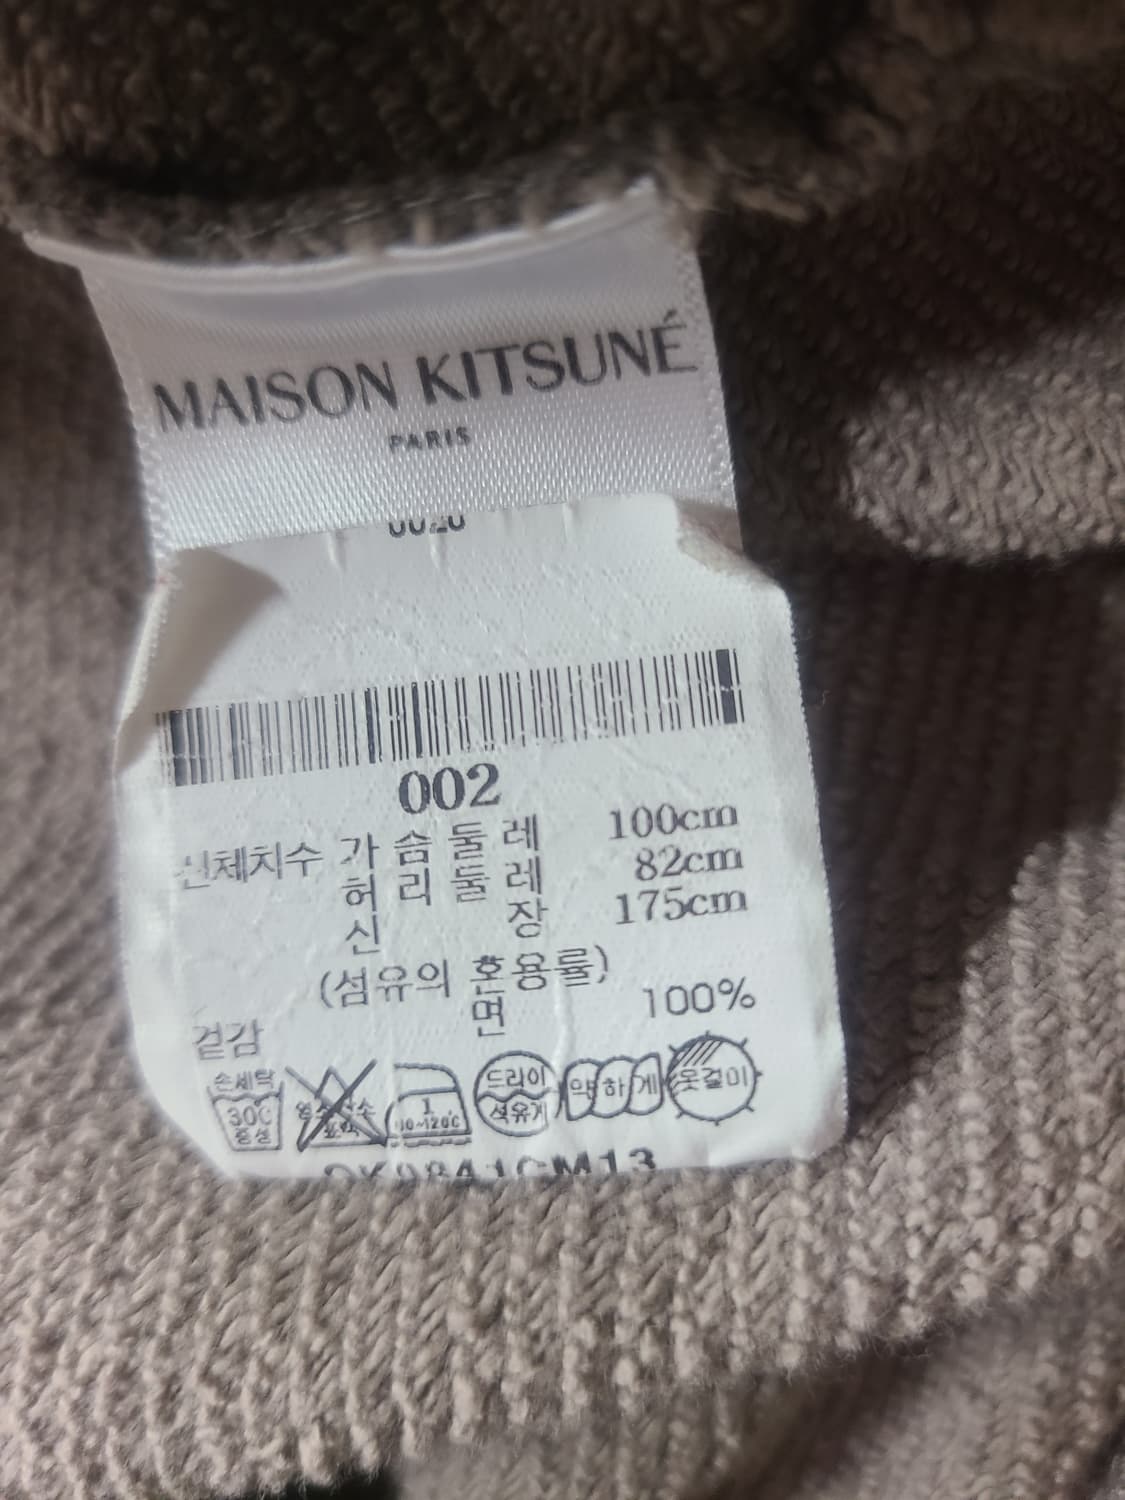 MAISON KITSUNÉ
PARIS
002
신체치수 가슴둘레 100cm
허리둘레 82cm
신장 175cm
(섬유의 혼용률)
겉감 면 100%
손세탁 30℃ 중성
드라이 석유계
약하게
옷걸이